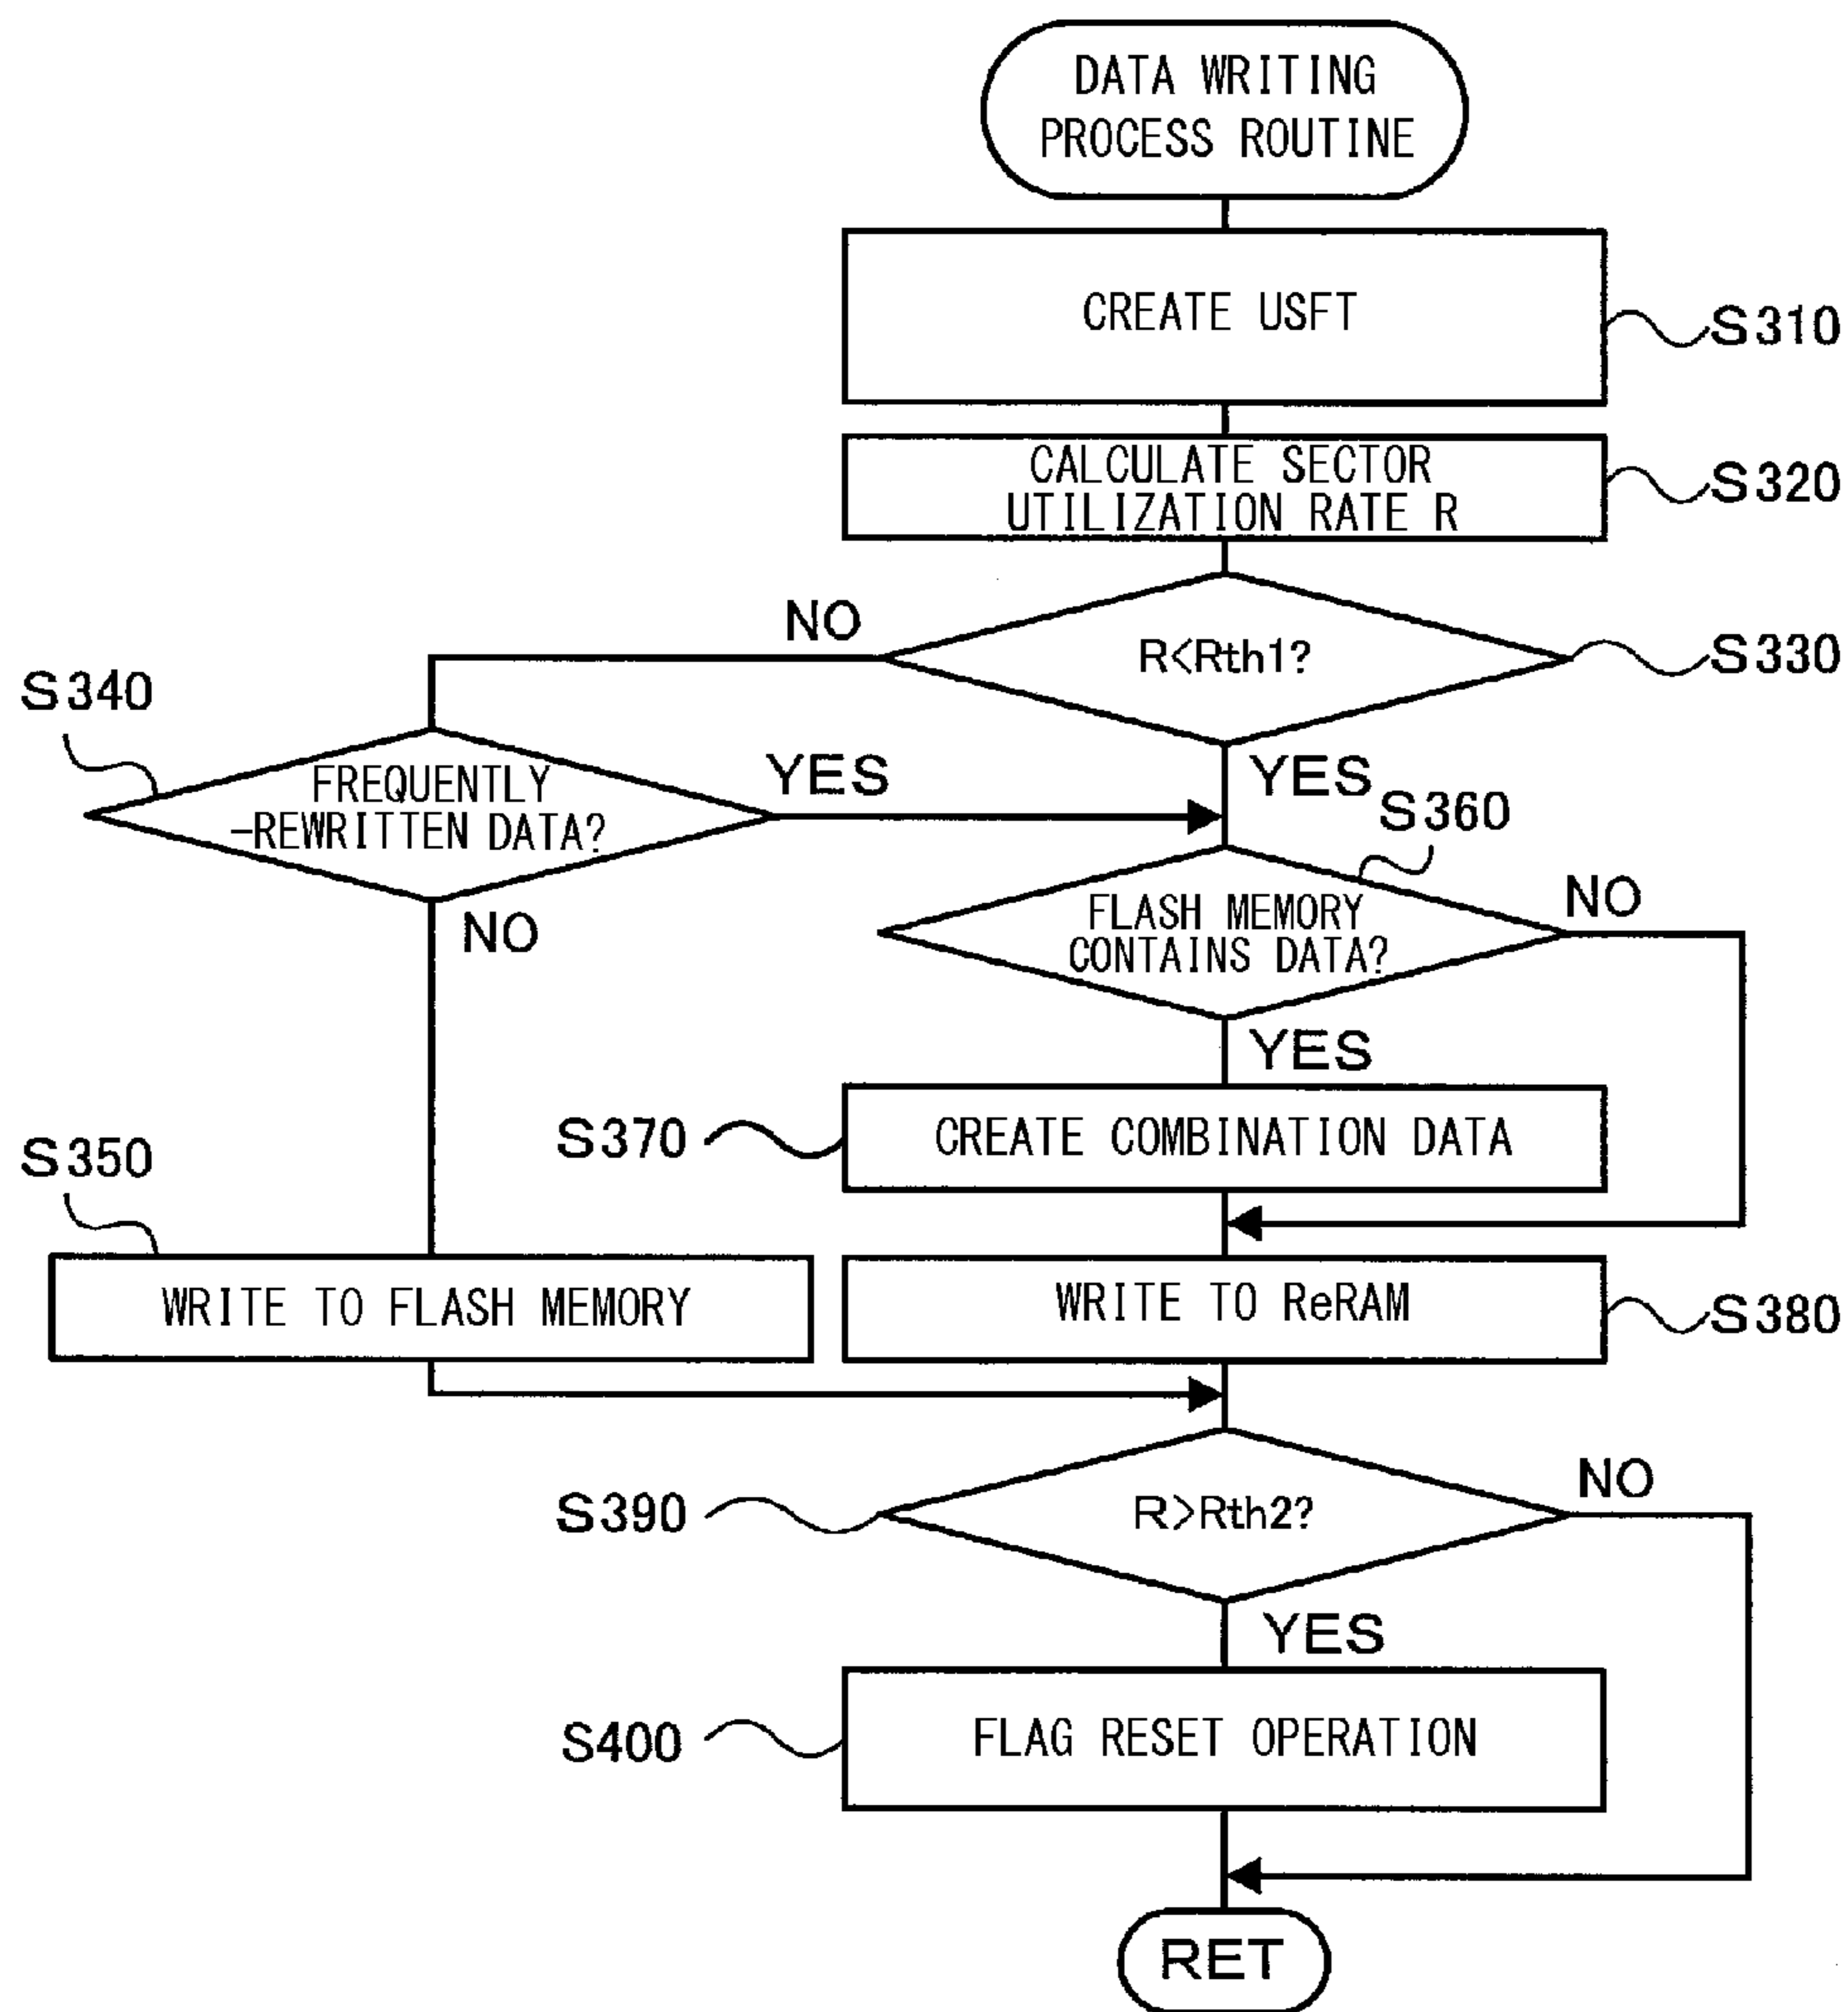 DATA WRITING
PROCESS ROUTINE
CREATE USFT
S310
CALCULATE SECTOR
UTILIZATION RATE R
S320
NO
R<Rth1?
S330
S340
FREQUENTLY
-REWRITTEN DATA?
YES
YES
S360
NO
FLASH MEMORY
CONTAINS DATA?
NO
YES
S370
CREATE COMBINATION DATA
S350
WRITE TO FLASH MEMORY
WRITE TO ReRAM
S380
S390
R>Rth2?
NO
YES
S400
FLAG RESET OPERATION
RET